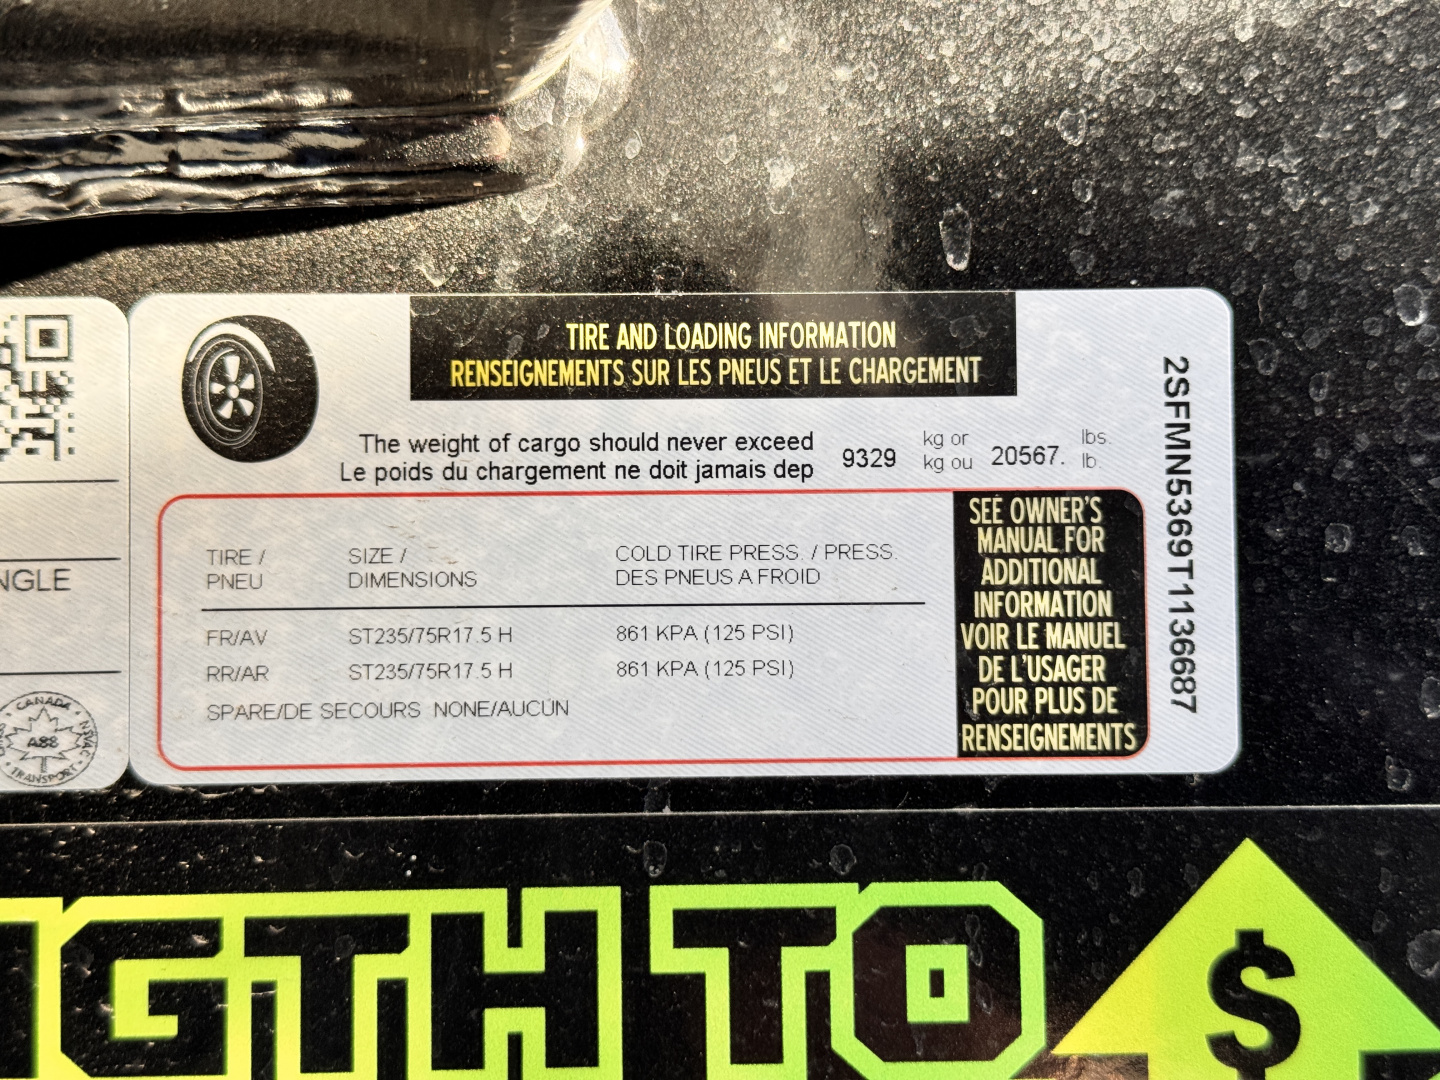 TIRE AND LOADING INFORMATION
RENSEIGNEMENTS SUR LES PNEUS ET LE CHARGEMENT
The weight of cargo should never exceed 9329 kg or 20567. lbs.
Le poids du chargement ne doit jamais dep kg ou lb.
TIRE / SIZE / COLD TIRE PRESS. / PRESS.
PNEU DIMENSIONS DES PNEUS A FROID
FR/AV ST235/75R17.5 H 861 KPA (125 PSI)
RR/AR ST235/75R17.5 H 861 KPA (125 PSI)
SPARE/DE SECOURS NONE/AUCUN
SEE OWNER'S
MANUAL FOR
ADDITIONAL
INFORMATION
VOIR LE MANUEL
DE L'USAGER
POUR PLUS DE
RENSEIGNEMENTS
2SFMN5369T1136687
NGLE
CANADA
TRANSPORT
GTH TO $